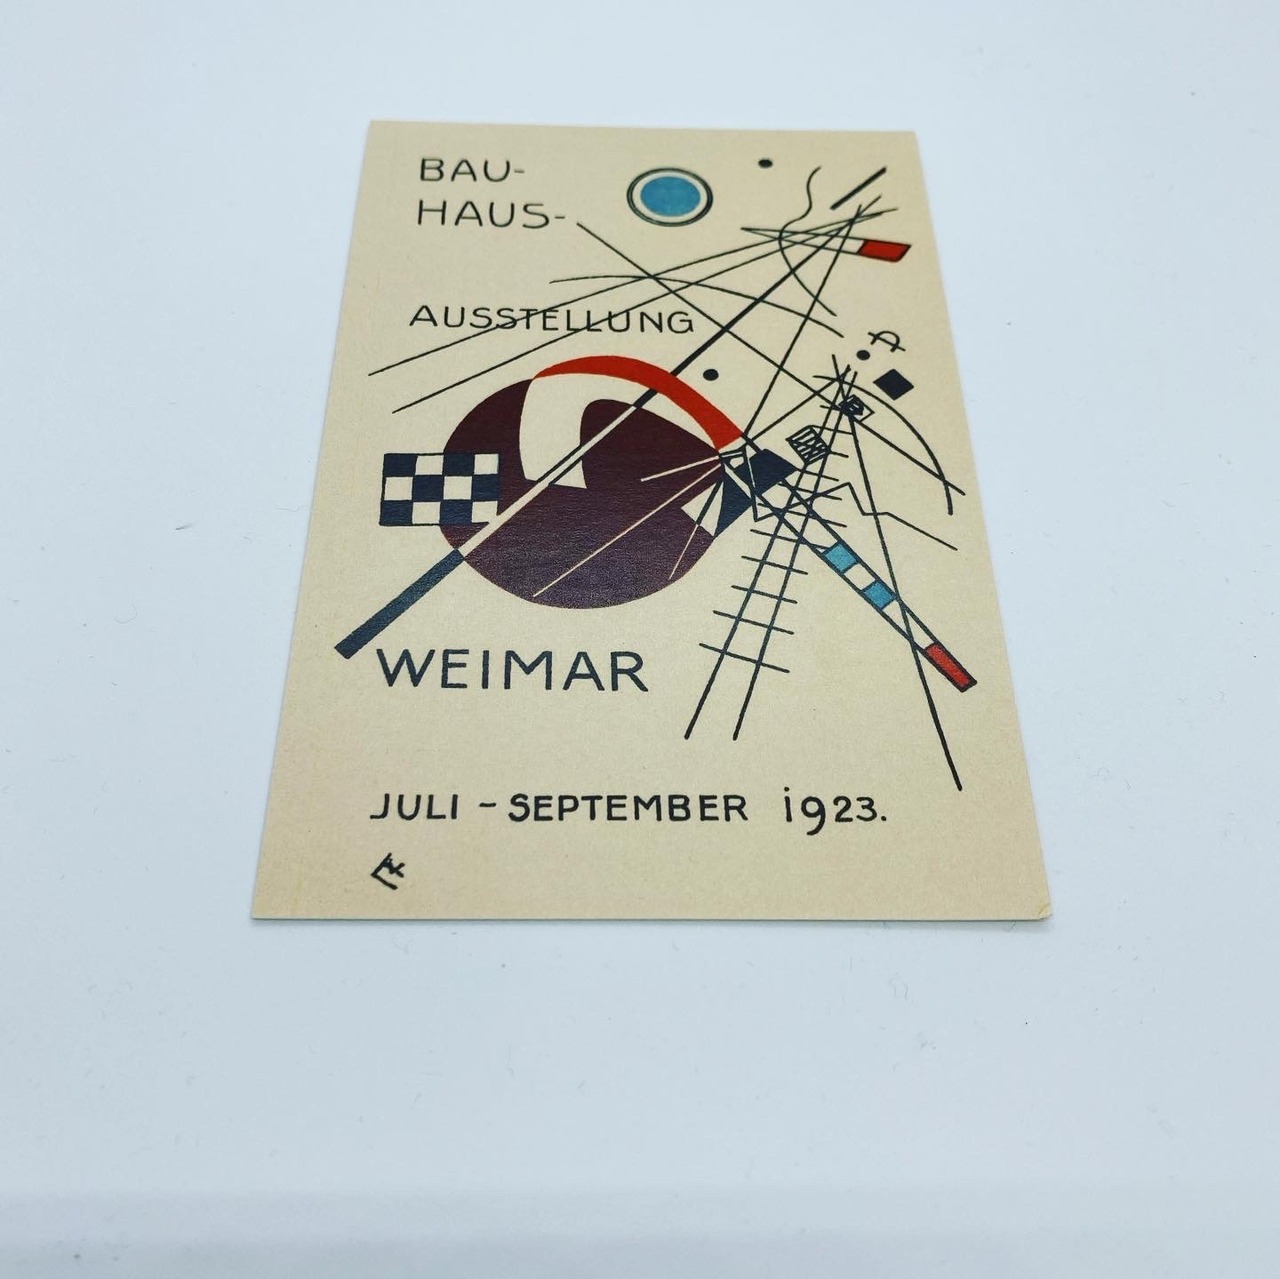 BAU-
HAUS-
AUSSTELLUNG
WEIMAR
JULI – SEPTEMBER 1923.